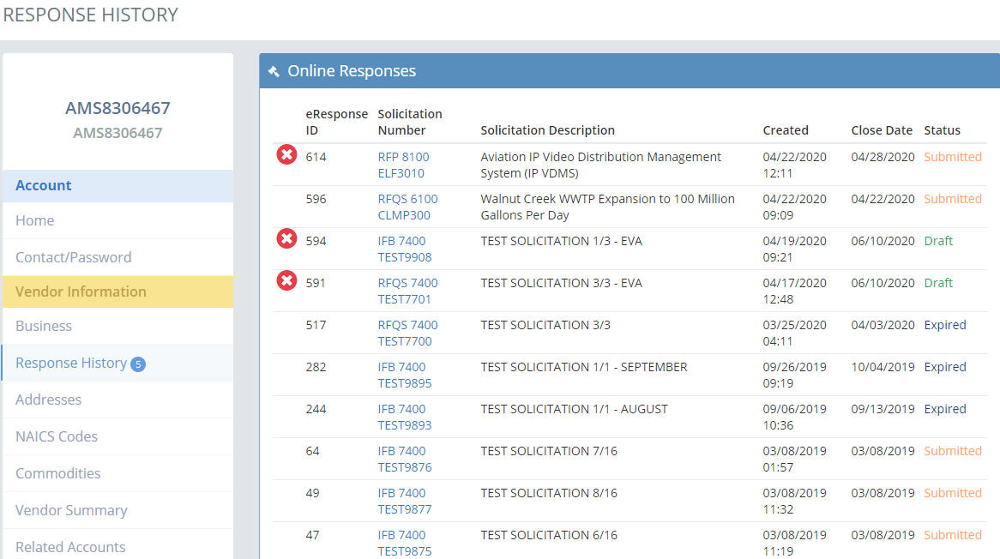 RESPONSE HISTORY
AMS8306467
AMS8306467
Account
Home
Contact/Password
Vendor Information
Business
Response History 5
Addresses
NAICS Codes
Commodities
Vendor Summary
Related Accounts
Online Responses
eResponse Solicitation
ID Number Solicitation Description Created Close Date Status
614 RFP 8100 Aviation IP Video Distribution Management 04/22/2020 04/28/2020 Submitted
ELF3010 System (IP VDMS) 12:11
596 RFQS 6100 Walnut Creek WWTP Expansion to 100 Million 04/22/2020 04/22/2020 Submitted
CLMP300 Gallons Per Day 09:09
594 IFB 7400 TEST SOLICITATION 1/3 - EVA 04/19/2020 06/10/2020 Draft
TEST9908 09:21
591 RFQS 7400 TEST SOLICITATION 3/3 - EVA 04/17/2020 06/10/2020 Draft
TEST7701 12:48
517 RFQS 7400 TEST SOLICITATION 3/3 03/25/2020 04/03/2020 Expired
TEST7700 04:11
282 IFB 7400 TEST SOLICITATION 1/1 - SEPTEMBER 09/26/2019 10/04/2019 Expired
TEST9895 09:19
244 IFB 7400 TEST SOLICITATION 1/1 - AUGUST 09/06/2019 09/13/2019 Expired
TEST9893 10:36
64 IFB 7400 TEST SOLICITATION 7/16 03/08/2019 03/08/2019 Submitted
TEST9876 01:57
49 IFB 7400 TEST SOLICITATION 8/16 03/08/2019 03/08/2019 Submitted
TEST9877 11:32
47 IFB 7400 TEST SOLICITATION 6/16 03/08/2019 03/08/2019 Submitted
TEST9875 11:19